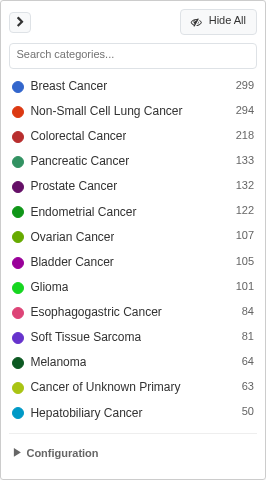 Hide All
Search categories...
Breast Cancer 299
Non-Small Cell Lung Cancer 294
Colorectal Cancer 218
Pancreatic Cancer 133
Prostate Cancer 132
Endometrial Cancer 122
Ovarian Cancer 107
Bladder Cancer 105
Glioma 101
Esophagogastric Cancer 84
Soft Tissue Sarcoma 81
Melanoma 64
Cancer of Unknown Primary 63
Hepatobiliary Cancer 50
Configuration